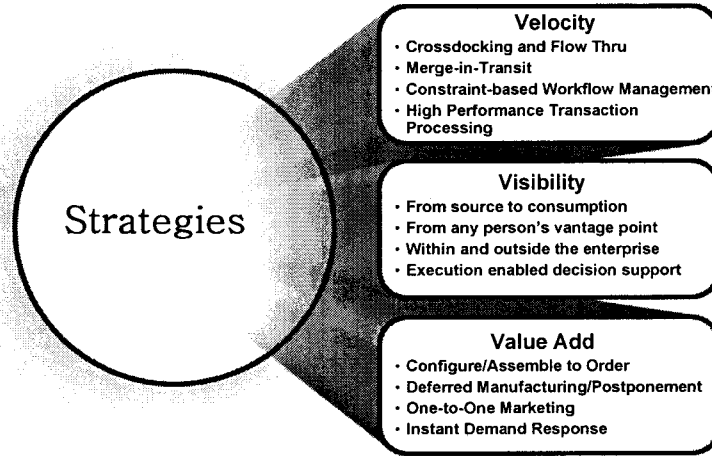 Strategies
Velocity
· Crossdocking and Flow Thru
· Merge-in-Transit
· Constraint-based Workflow Management
· High Performance Transaction
Processing
Visibility
· From source to consumption
· From any person's vantage point
· Within and outside the enterprise
· Execution enabled decision support
Value Add
· Configure/Assemble to Order
· Deferred Manufacturing/Postponement
· One-to-One Marketing
· Instant Demand Response